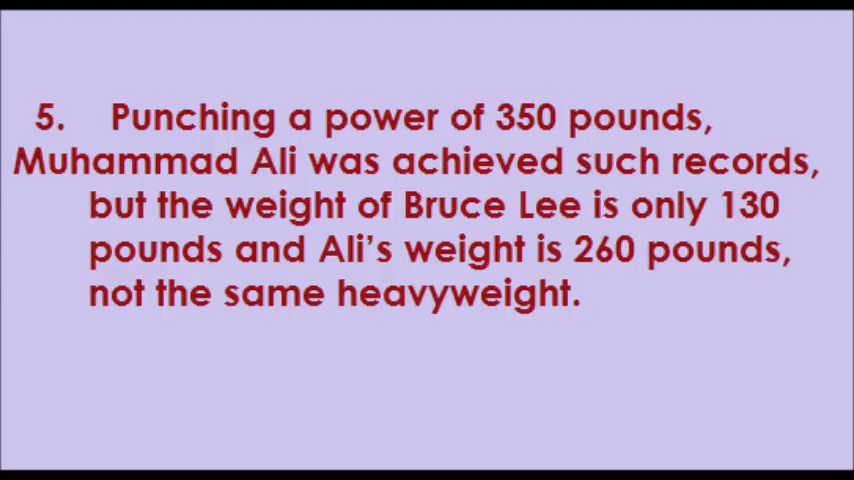 5. Punching a power of 350 pounds,
Muhammad Ali was achieved such records,
but the weight of Bruce Lee is only 130
pounds and Ali’s weight is 260 pounds,
not the same heavyweight.